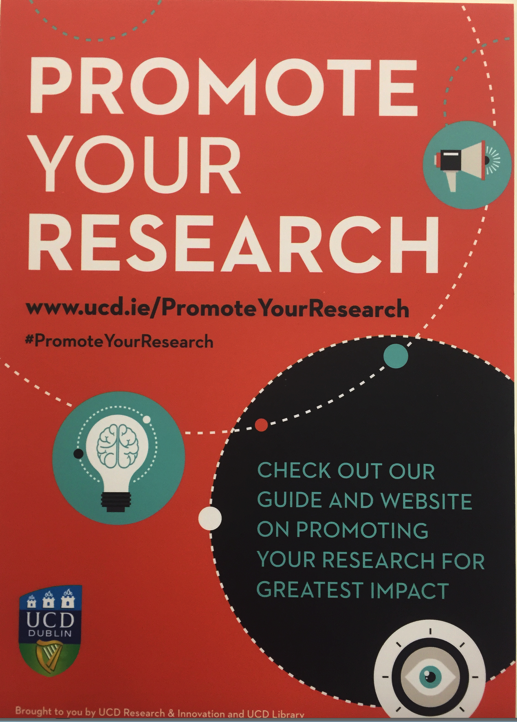 PROMOTE
YOUR
RESEARCH
www.ucd.ie/PromoteYourResearch
#PromoteYourResearch
CHECK OUT OUR
GUIDE AND WEBSITE
ON PROMOTING
YOUR RESEARCH FOR
GREATEST IMPACT
UCD
DUBLIN
Brought to you by UCD Research & Innovation and UCD Library